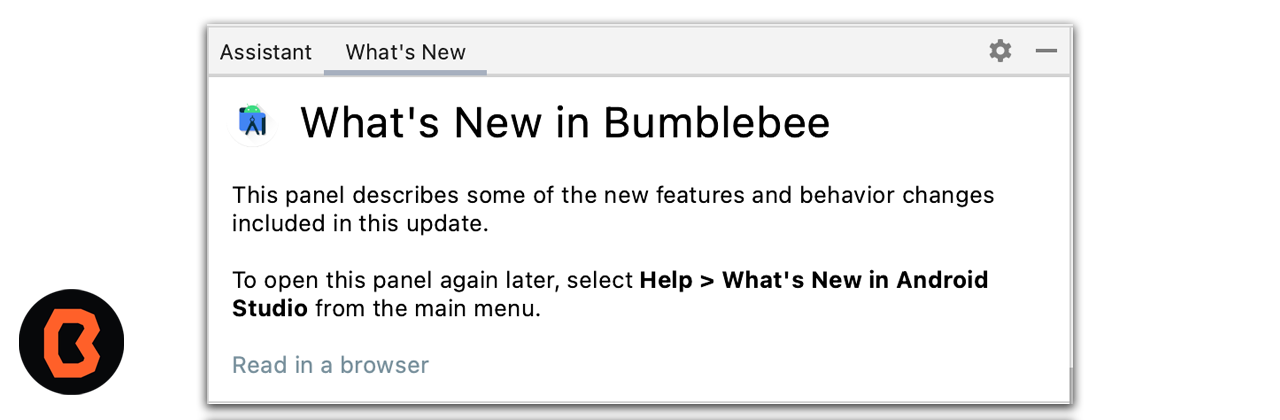 Assistant What's New
What's New in Bumblebee
This panel describes some of the new features and behavior changes
included in this update.
To open this panel again later, select Help > What's New in Android
Studio from the main menu.
Read in a browser
B